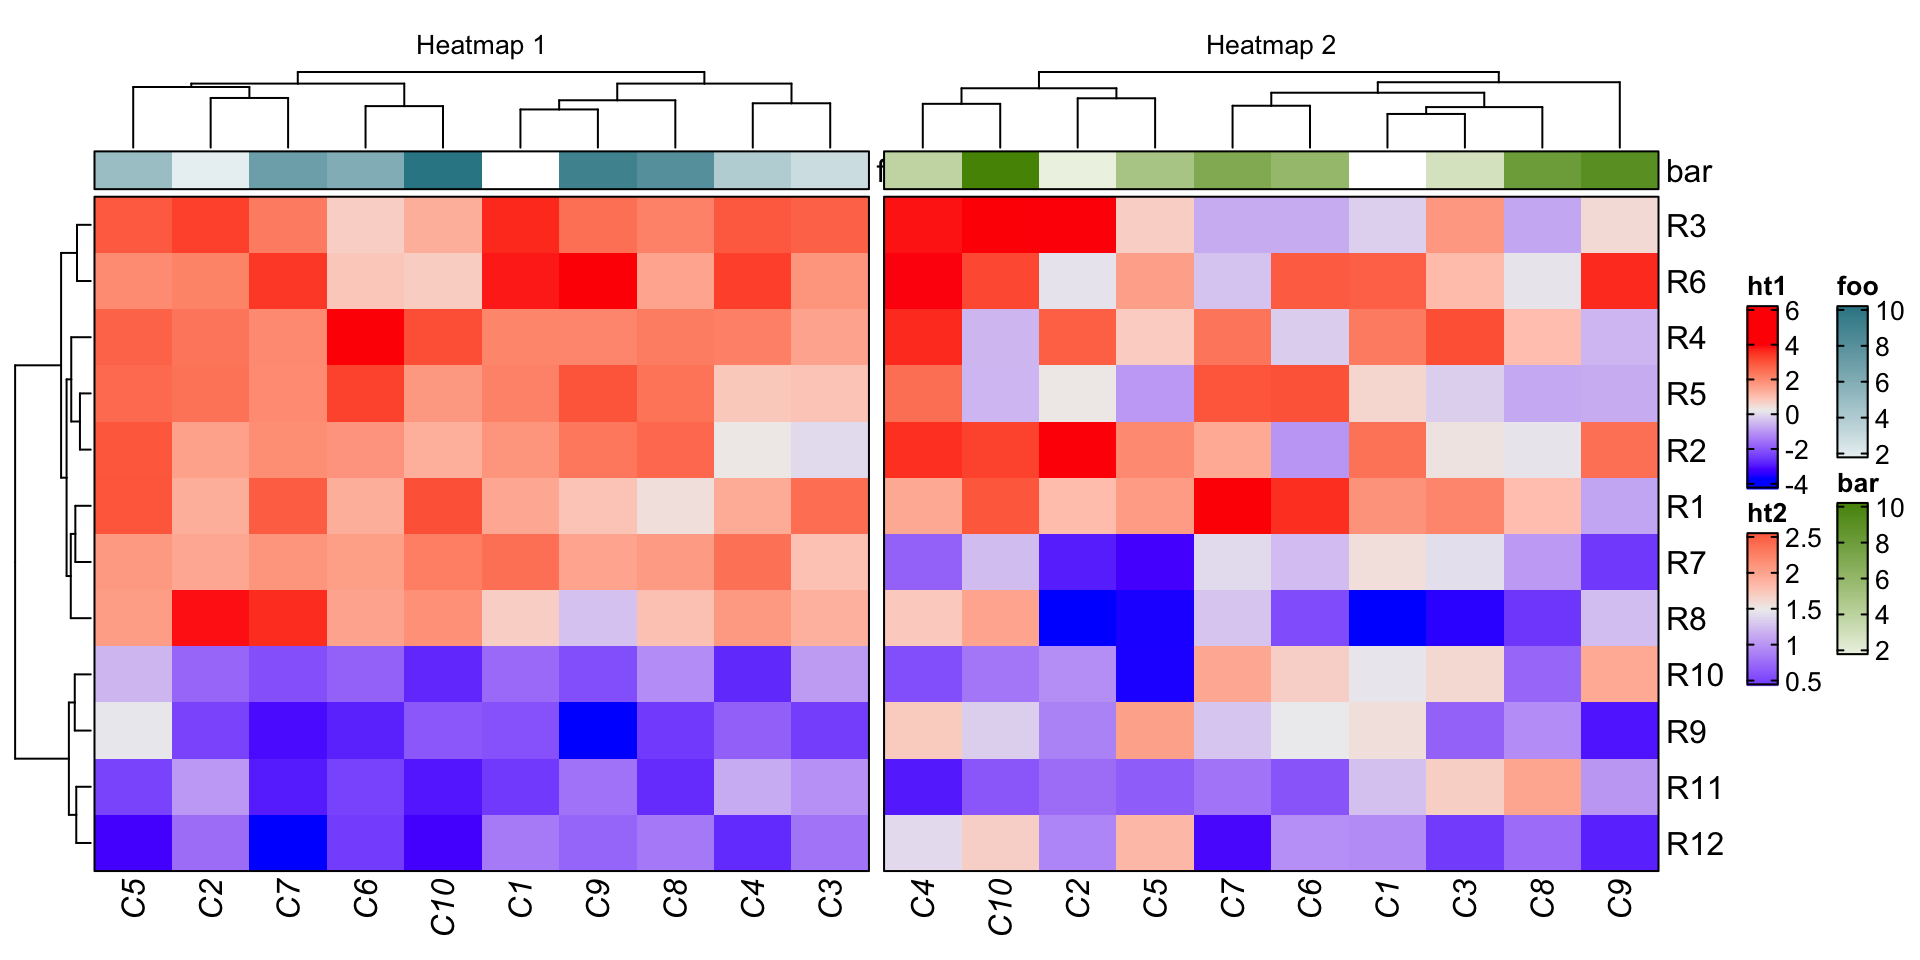 Heatmap 1
Heatmap 2
f
bar
R3
R6
R4
R5
R2
R1
R7
R8
R10
R9
R11
R12
C5 C2 C7 C6 C10 C1 C9 C8 C4 C3
C4 C10 C2 C5 C7 C6 C1 C3 C8 C9
ht1
6
4
2
0
-2
-4
ht2
2.5
2
1.5
1
0.5
foo
10
8
6
4
2
bar
10
8
6
4
2